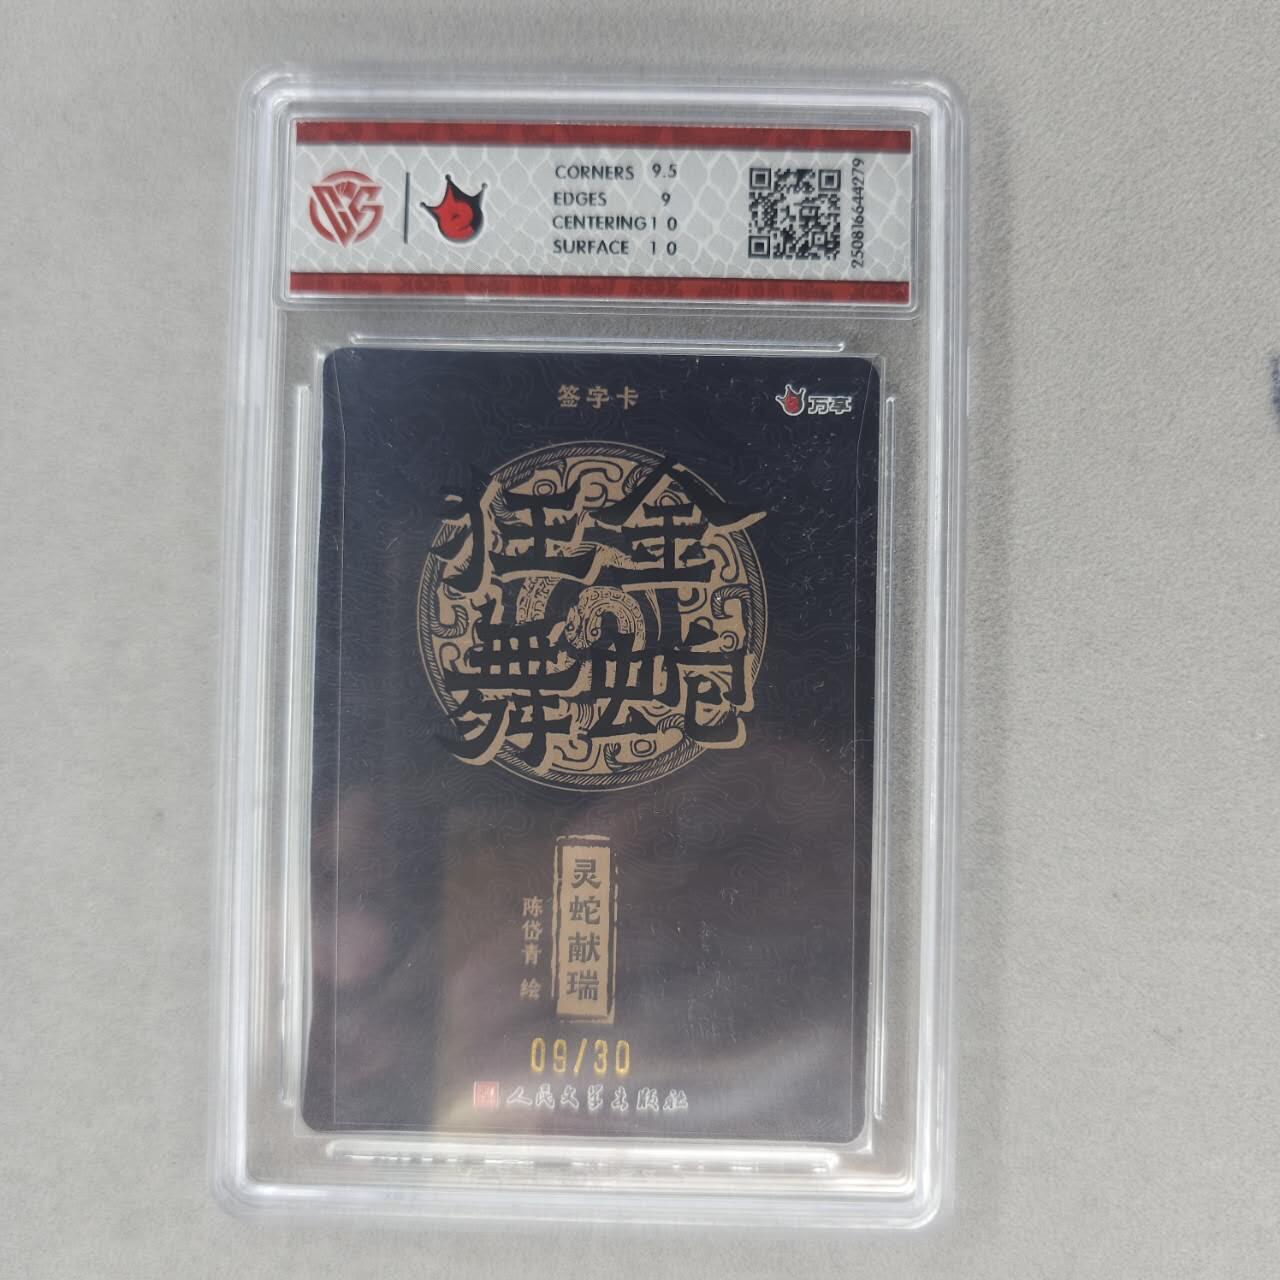 CORNERS 9.5
EDGES 9
CENTERING 10
SURFACE 10
250816644279
签字卡
万享
金蛇
狂舞
灵蛇献瑞
陈岱青 绘
09/30
人民文学出版社